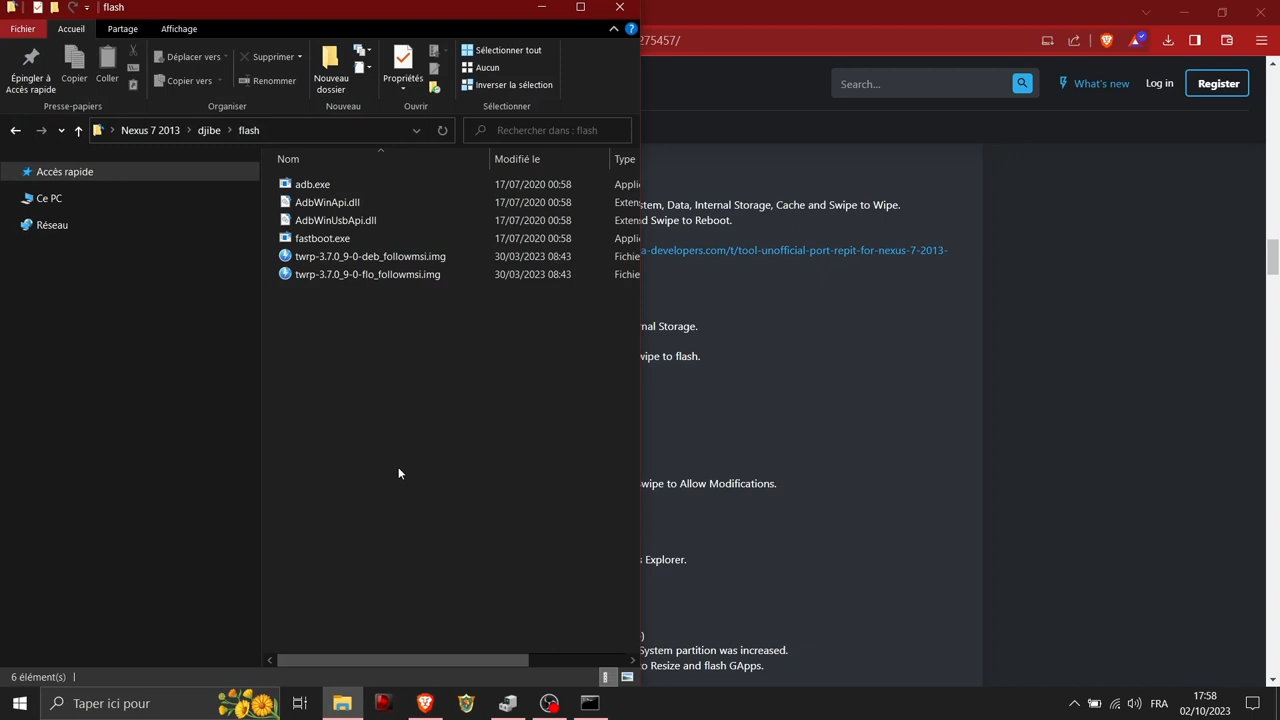 flash
Fichier
Accueil
Partage
Affichage
Épingler à
Accès rapide
Copier
Coller
Déplacer vers
Copier vers
Supprimer
Renommer
Nouveau
dossier
Propriétés
Sélectionner tout
Aucun
Inverser la sélection
Presse-papiers
Organiser
Nouveau
Ouvrir
Sélectionner
Nexus 7 2013 > djibe > flash
Rechercher dans : flash
Accès rapide
Ce PC
Réseau
Nom Modifié le Type
adb.exe 17/07/2020 00:58 Applic
AdbWinApi.dll 17/07/2020 00:58 Extens
AdbWinUsbApi.dll 17/07/2020 00:58 Extens
fastboot.exe 17/07/2020 00:58 Applic
twrp-3.7.0_9-0-deb_followmsi.img 30/03/2023 08:43 Fichie
twrp-3.7.0_9-0-flo_followmsi.img 30/03/2023 08:43 Fichie
6 élément(s)
275457/
Search...
What's new
Log in
Register
stem, Data, Internal Storage, Cache and Swipe to Wipe.
d Swipe to Reboot.
a-developers.com/t/tool-unofficial-port-repit-for-nexus-7-2013-
nal Storage.
wipe to flash.
wipe to Allow Modifications.
s Explorer.
)
System partition was increased.
o Resize and flash GApps.
Taper ici pour
FRA
17:58
02/10/2023